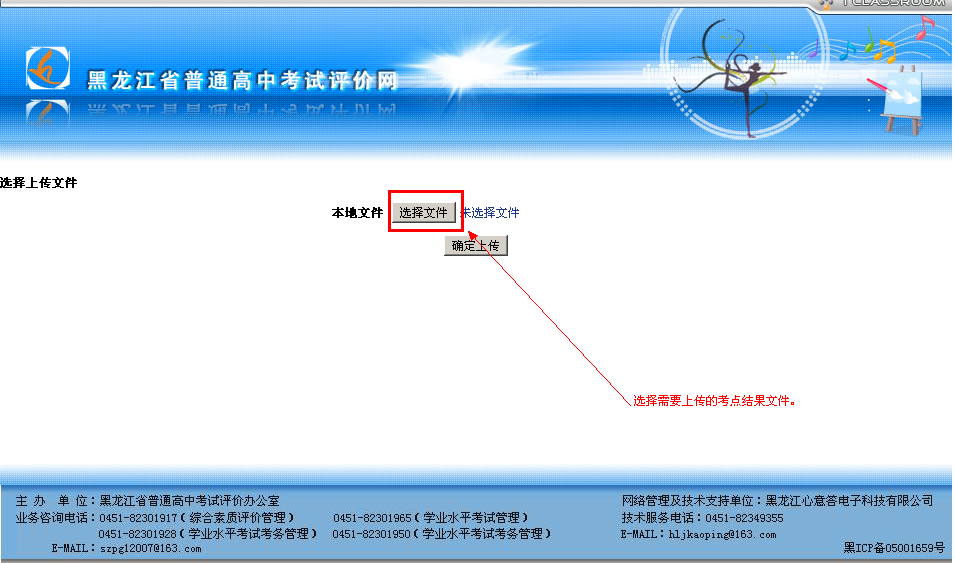 ICLASSROOM
黑龙江省普通高中考试评价网
选择上传文件
本地文件 选择文件 未选择文件
确定上传
选择需要上传的考点结果文件。
主 办 单 位：黑龙江省普通高中考试评价办公室
业务咨询电话：0451-82301917（综合素质评价管理） 0451-82301965（学业水平考试管理）
0451-82301928（学业水平考试考务管理） 0451-82301950（学业水平考试考务管理）
E-MAIL：szpgl2007@163.com
网络管理及技术支持单位：黑龙江心意答电子科技有限公司
技术服务电话：0451-82349355
E-MAIL：hljkaoping@163.com
黑ICP备05001659号